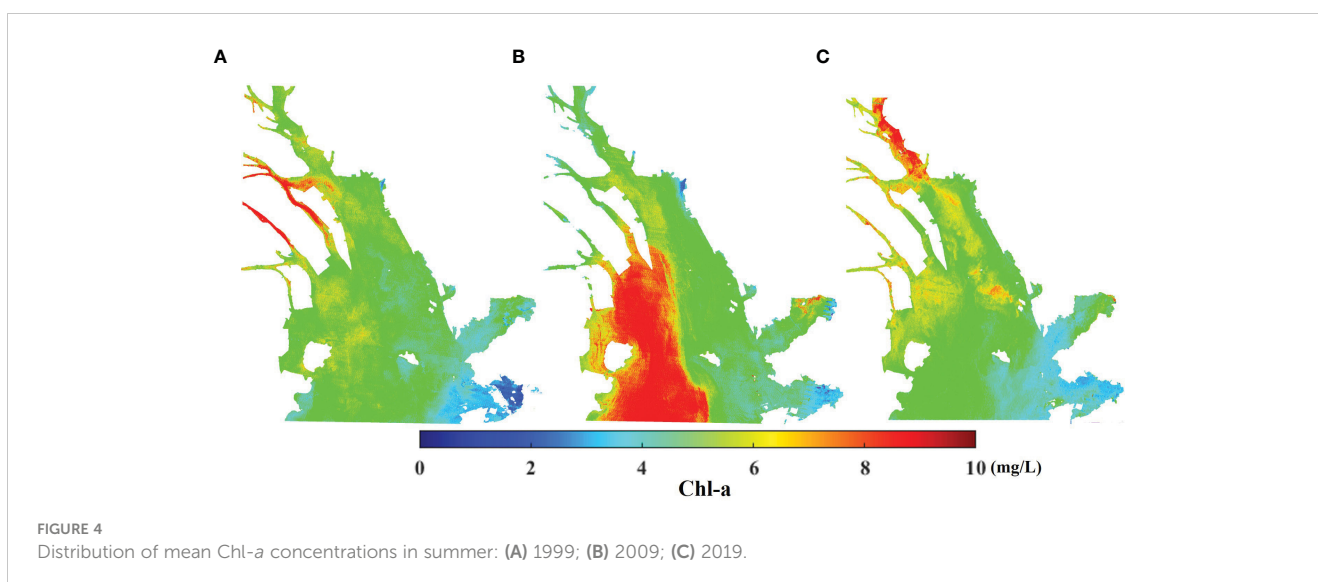 A B C
0 2 4 6 8 10 (mg/L)
Chl-a
FIGURE 4
Distribution of mean Chl-a concentrations in summer: (A) 1999; (B) 2009; (C) 2019.